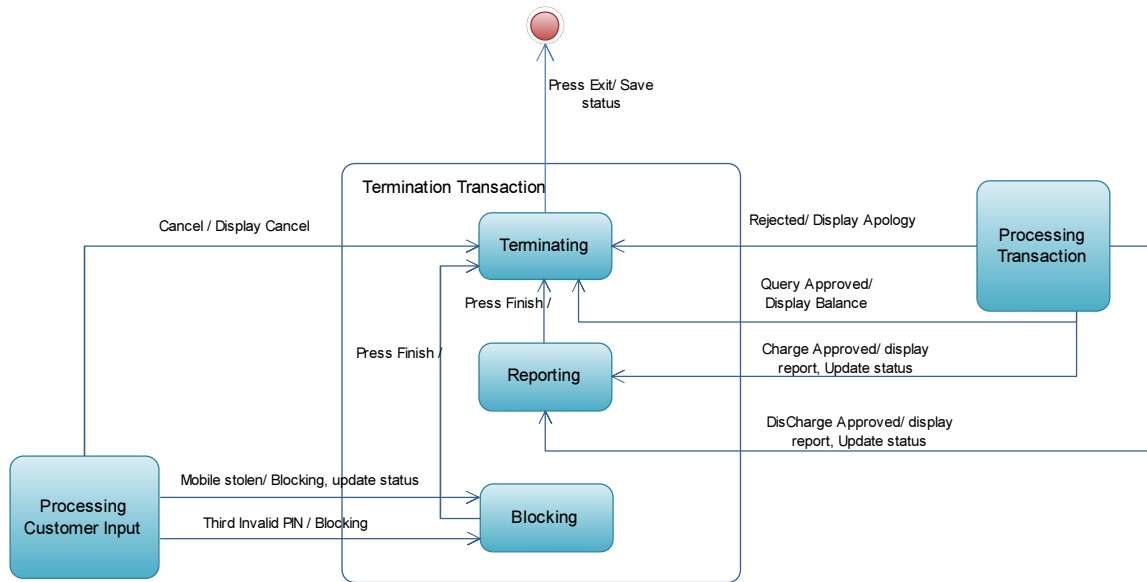 Press Exit/ Save
status
Termination Transaction
Cancel / Display Cancel
Terminating
Rejected/ Display Apology
Processing
Transaction
Query Approved/
Display Balance
Press Finish /
Press Finish /
Reporting
Charge Approved/ display
report, Update status
DisCharge Approved/ display
report, Update status
Processing
Customer Input
Mobile stolen/ Blocking, update status
Third Invalid PIN / Blocking
Blocking